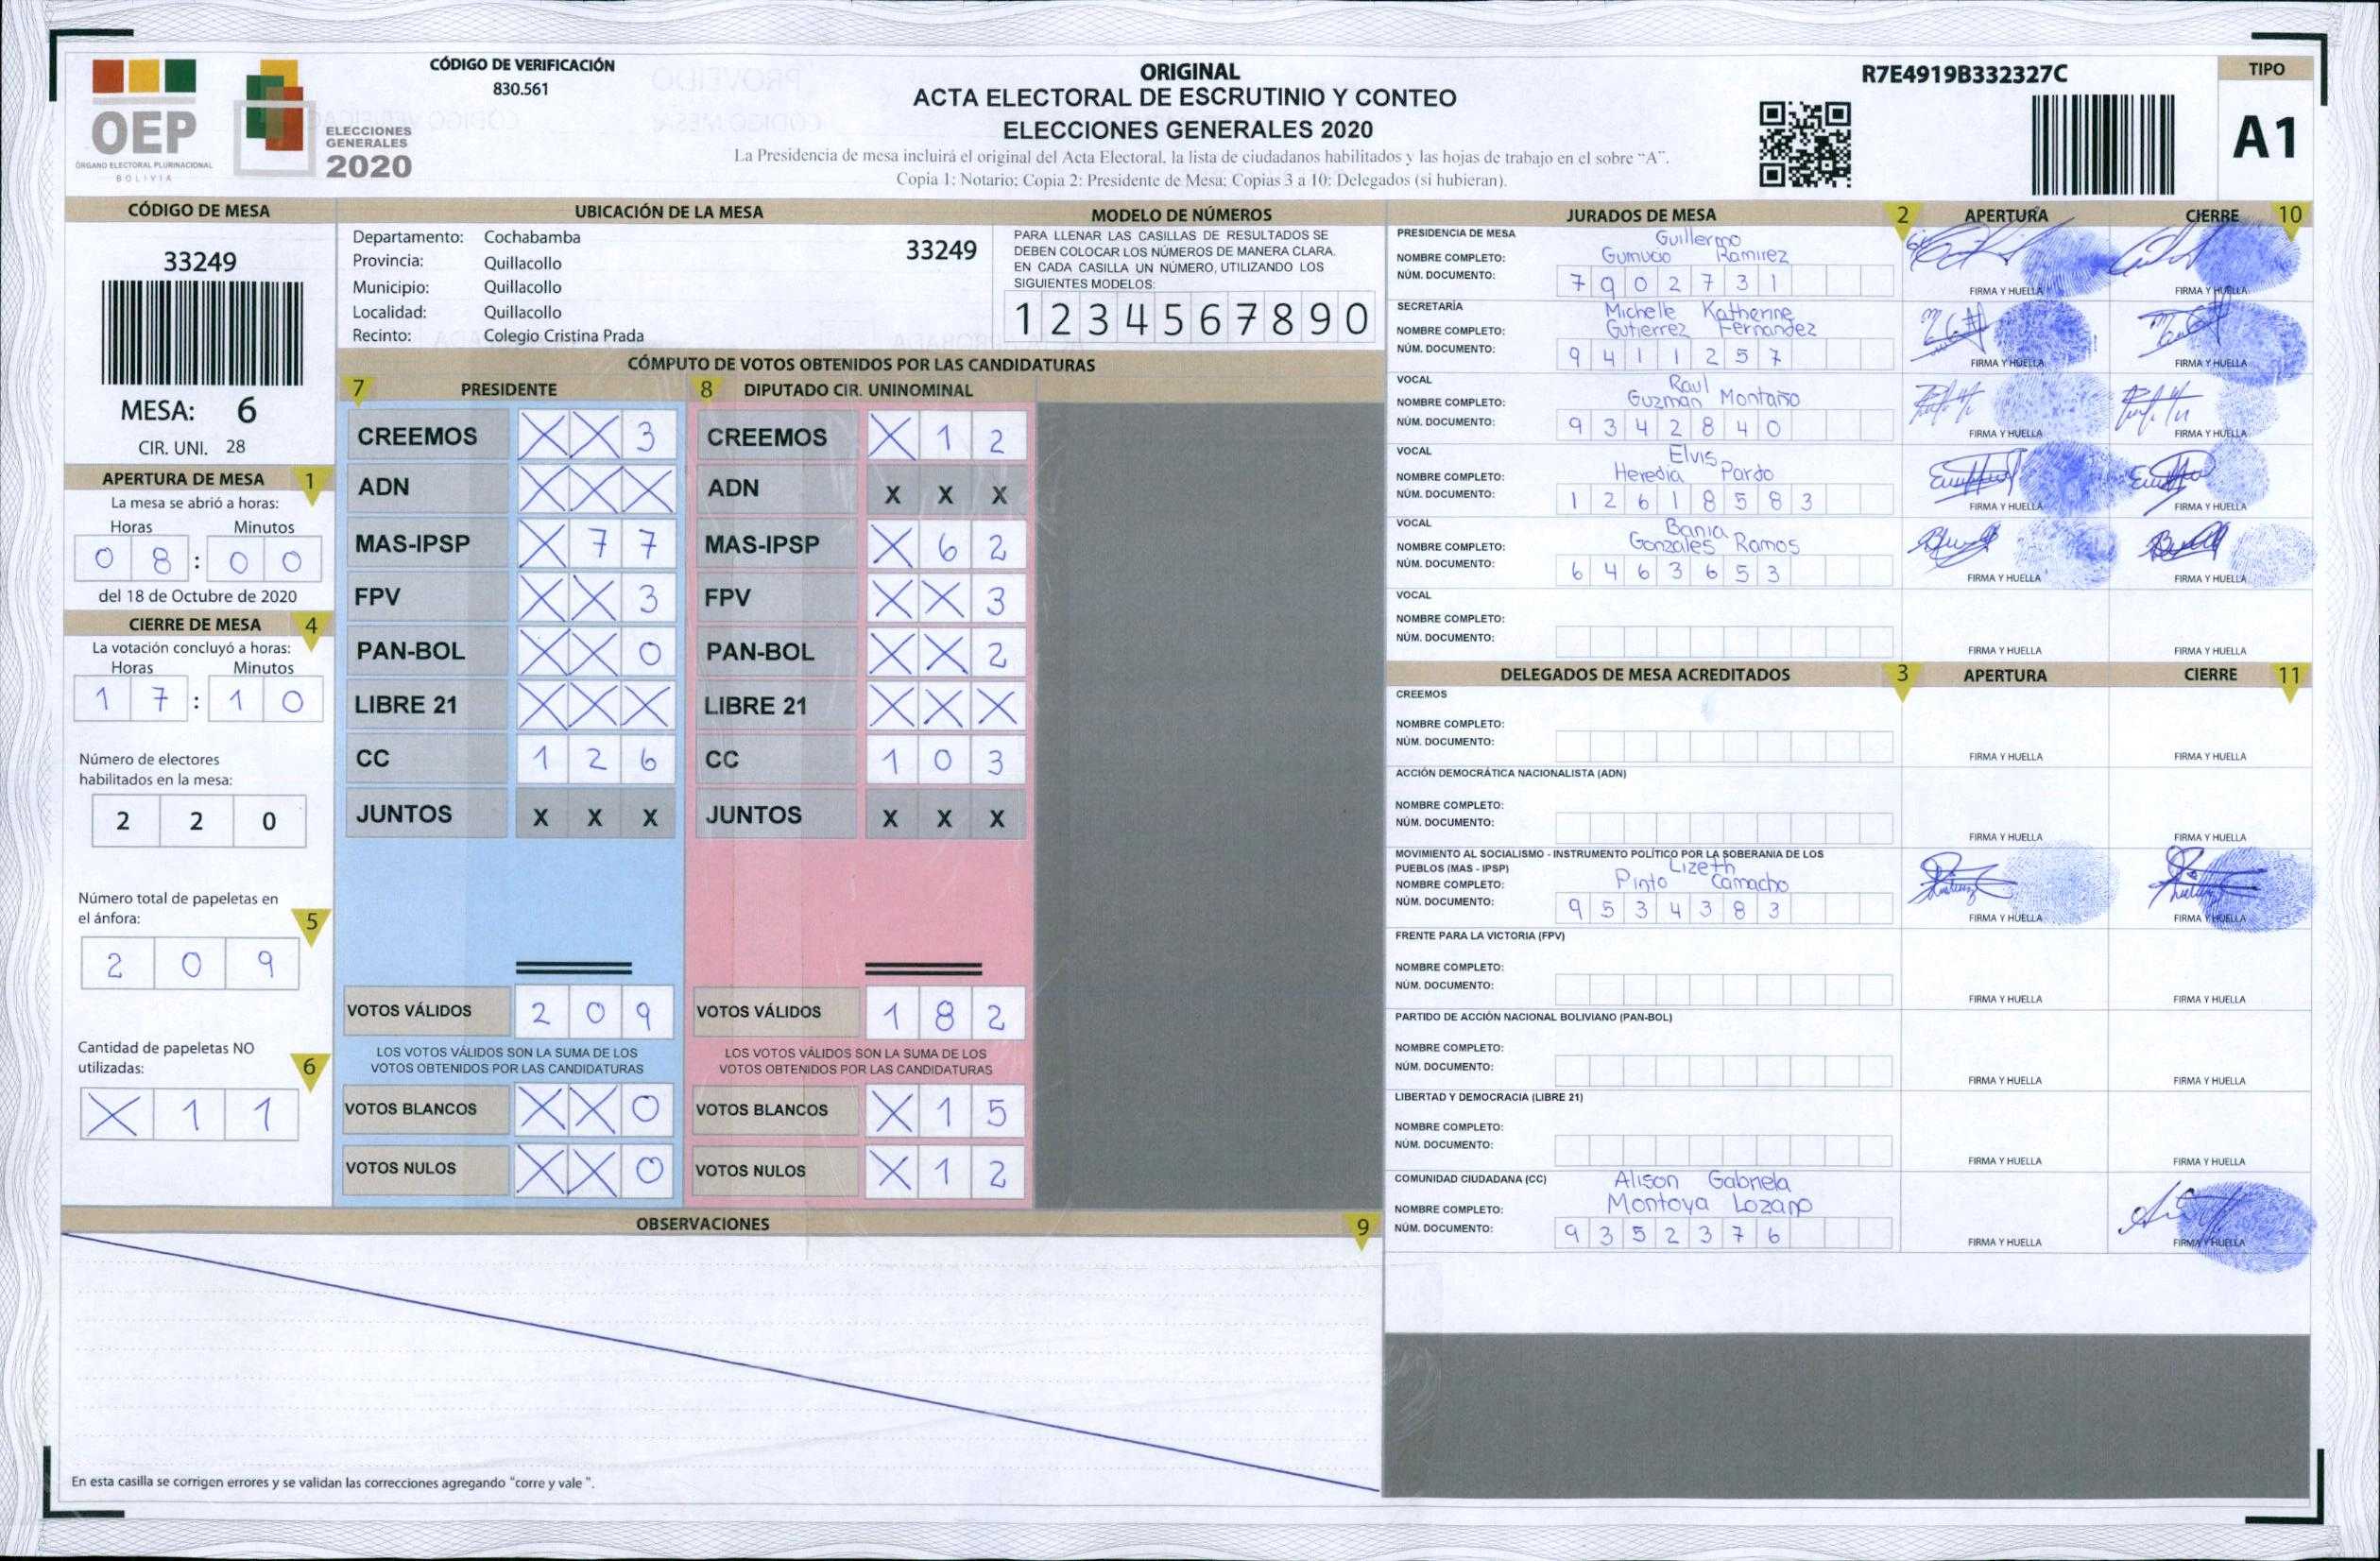 OEP
ÓRGANO ELECTORAL PLURINACIONAL
BOLIVIA
ELECCIONES
GENERALES
2020
CÓDIGO DE VERIFICACIÓN
830.561
ORIGINAL
ACTA ELECTORAL DE ESCRUTINIO Y CONTEO
ELECCIONES GENERALES 2020
La Presidencia de mesa incluirá el original del Acta Electoral, la lista de ciudadanos habilitados y las hojas de trabajo en el sobre "A".
Copia 1: Notario; Copia 2: Presidente de Mesa; Copias 3 a 10: Delegados (si hubieran).
R7E4919B332327C
TIPO
A1
CÓDIGO DE MESA
33249
MESA: 6
CIR. UNI. 28
APERTURA DE MESA 1
La mesa se abrió a horas:
Horas Minutos
0 8 : 0 0
del 18 de Octubre de 2020
CIERRE DE MESA 4
La votación concluyó a horas:
Horas Minutos
1 7 : 1 0
Número de electores
habilitados en la mesa:
2 2 0
Número total de papeletas en
el ánfora: 5
2 0 9
Cantidad de papeletas NO
utilizadas: 6
X 1 1
UBICACIÓN DE LA MESA
Departamento: Cochabamba
Provincia: Quillacollo
Municipio: Quillacollo
Localidad: Quillacollo
Recinto: Colegio Cristina Prada
33249
MODELO DE NÚMEROS
PARA LLENAR LAS CASILLAS DE RESULTADOS SE
DEBEN COLOCAR LOS NÚMEROS DE MANERA CLARA.
EN CADA CASILLA UN NÚMERO, UTILIZANDO LOS
SIGUIENTES MODELOS:
1 2 3 4 5 6 7 8 9 0
CÓMPUTO DE VOTOS OBTENIDOS POR LAS CANDIDATURAS
7 PRESIDENTE
CREEMOS X X 3
ADN X X X
MAS-IPSP X 7 7
FPV X X 3
PAN-BOL X X 0
LIBRE 21 X X X
CC 1 2 6
JUNTOS X X X
VOTOS VÁLIDOS 2 0 9
LOS VOTOS VÁLIDOS SON LA SUMA DE LOS
VOTOS OBTENIDOS POR LAS CANDIDATURAS
VOTOS BLANCOS X X 0
VOTOS NULOS X X 0
8 DIPUTADO CIR. UNINOMINAL
CREEMOS X 1 2
ADN X X X
MAS-IPSP X 6 2
FPV X X 3
PAN-BOL X X 2
LIBRE 21 X X X
CC 1 0 3
JUNTOS X X X
VOTOS VÁLIDOS 1 8 2
LOS VOTOS VÁLIDOS SON LA SUMA DE LOS
VOTOS OBTENIDOS POR LAS CANDIDATURAS
VOTOS BLANCOS X 1 5
VOTOS NULOS X 1 2
OBSERVACIONES 9
En esta casilla se corrigen errores y se validan las correcciones agregando "corre y vale ".
JURADOS DE MESA 2 APERTURA CIERRE 10
PRESIDENCIA DE MESA Guillermo
NOMBRE COMPLETO: Gumucio Ramirez
NÚM. DOCUMENTO: 7 9 0 2 7 3 1
FIRMA Y HUELLA FIRMA Y HUELLA
SECRETARÍA Michelle Katherine
NOMBRE COMPLETO: Gutierrez Fernandez
NÚM. DOCUMENTO: 9 4 1 1 2 5 7
FIRMA Y HUELLA FIRMA Y HUELLA
VOCAL Raul
NOMBRE COMPLETO: Guzmán Montaño
NÚM. DOCUMENTO: 9 3 4 2 8 4 0
FIRMA Y HUELLA FIRMA Y HUELLA
VOCAL Elvis
NOMBRE COMPLETO: Heredia Pardo
NÚM. DOCUMENTO: 1 2 6 1 8 5 8 3
FIRMA Y HUELLA FIRMA Y HUELLA
VOCAL Bania
NOMBRE COMPLETO: Gonzales Ramos
NÚM. DOCUMENTO: 6 4 6 3 6 5 3
FIRMA Y HUELLA FIRMA Y HUELLA
VOCAL
NOMBRE COMPLETO:
NÚM. DOCUMENTO:
FIRMA Y HUELLA FIRMA Y HUELLA
DELEGADOS DE MESA ACREDITADOS 3 APERTURA CIERRE 11
CREEMOS
NOMBRE COMPLETO:
NÚM. DOCUMENTO:
FIRMA Y HUELLA FIRMA Y HUELLA
ACCIÓN DEMOCRÁTICA NACIONALISTA (ADN)
NOMBRE COMPLETO:
NÚM. DOCUMENTO:
FIRMA Y HUELLA FIRMA Y HUELLA
MOVIMIENTO AL SOCIALISMO - INSTRUMENTO POLÍTICO POR LA SOBERANIA DE LOS
PUEBLOS (MAS - IPSP) Lizeth
NOMBRE COMPLETO: Pinto Camacho
NÚM. DOCUMENTO: 9 5 3 4 3 8 3
FIRMA Y HUELLA FIRMA Y HUELLA
FRENTE PARA LA VICTORIA (FPV)
NOMBRE COMPLETO:
NÚM. DOCUMENTO:
FIRMA Y HUELLA FIRMA Y HUELLA
PARTIDO DE ACCIÓN NACIONAL BOLIVIANO (PAN-BOL)
NOMBRE COMPLETO:
NÚM. DOCUMENTO:
FIRMA Y HUELLA FIRMA Y HUELLA
LIBERTAD Y DEMOCRACIA (LIBRE 21)
NOMBRE COMPLETO:
NÚM. DOCUMENTO:
FIRMA Y HUELLA FIRMA Y HUELLA
COMUNIDAD CIUDADANA (CC) Alison Gabriela
NOMBRE COMPLETO: Montoya Lozano
NÚM. DOCUMENTO: 9 3 5 2 3 7 6
FIRMA Y HUELLA FIRMA Y HUELLA